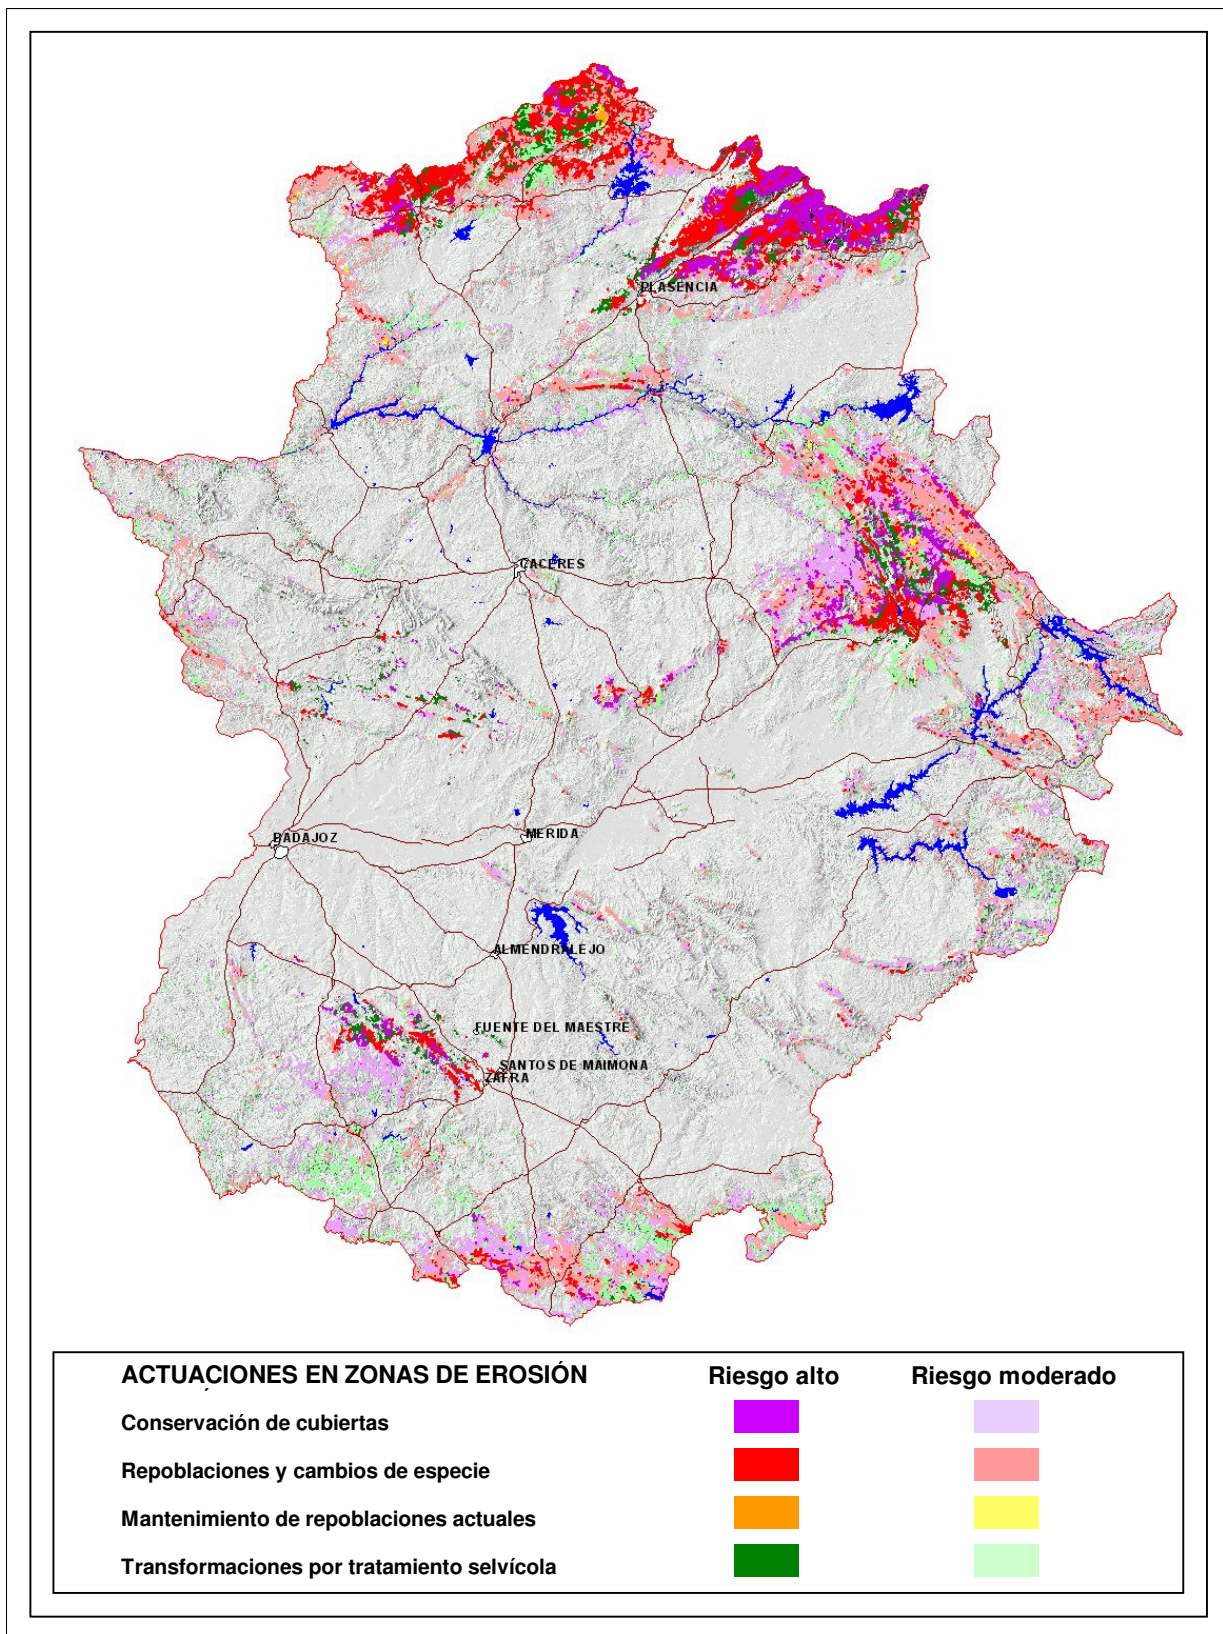 PLASENCIA
CACERES
BADAJOZ
MERIDA
ALMENDRALEJO
FUENTE DEL MAESTRE
SANTOS DE MAIMONA
ZAFRA
ACTUACIONES EN ZONAS DE EROSIÓN Riesgo alto Riesgo moderado
Conservación de cubiertas
Repoblaciones y cambios de especie
Mantenimiento de repoblaciones actuales
Transformaciones por tratamiento selvícola